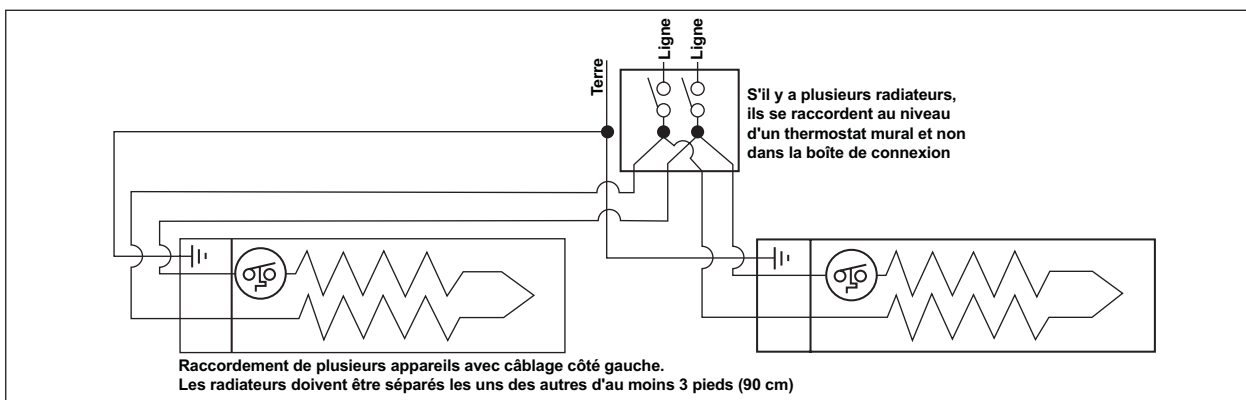 Terre
Ligne
Ligne
S'il y a plusieurs radiateurs,
ils se raccordent au niveau
d'un thermostat mural et non
dans la boîte de connexion
Raccordement de plusieurs appareils avec câblage côté gauche.
Les radiateurs doivent être séparés les uns des autres d'au moins 3 pieds (90 cm)